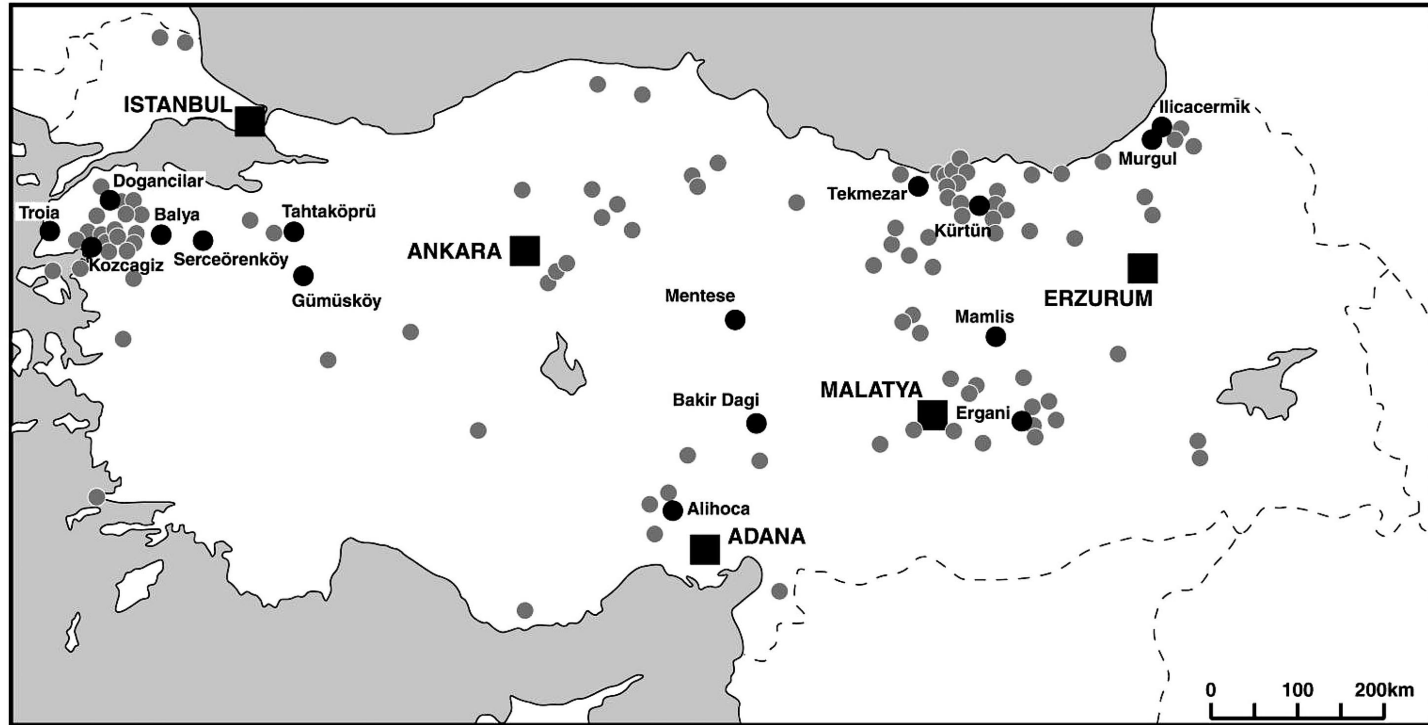 Ilicacermik
ISTANBUL
Murgul
Dogancilar
Tekmezar
Troia
Balya
Tahtaköprü
Kürtün
Kozcagiz
Serceörenköy
ANKARA
Gümüsköy
Mentese
ERZURUM
Mamlis
MALATYA
Bakir Dagi
Ergani
Alihoca
ADANA
0 100 200km